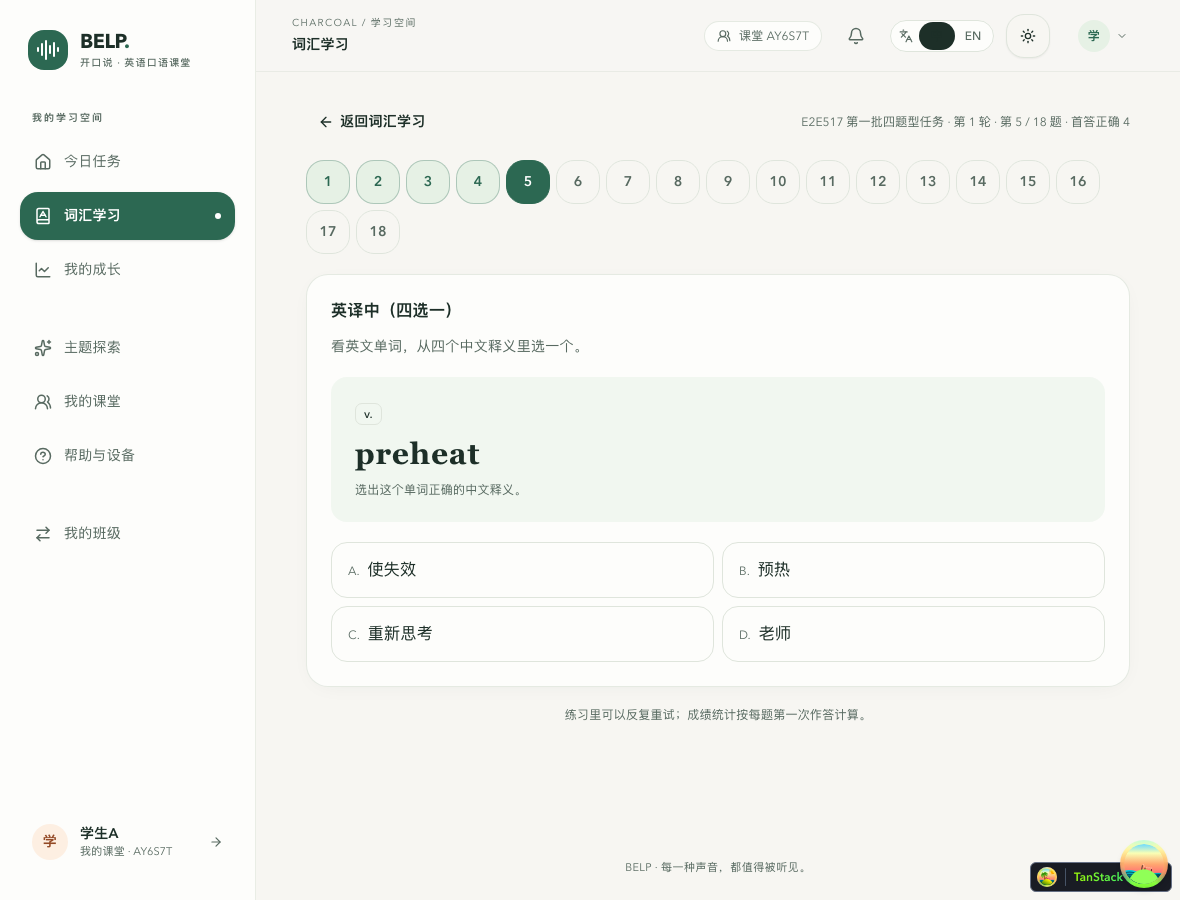 BELP.
开口说 · 英语口语课堂
我的学习空间
今日任务
词汇学习
我的成长
主题探索
我的课堂
帮助与设备
我的班级
学
学生A
我的课堂 · AY6S7T
CHARCOAL / 学习空间
词汇学习
课堂 AY6S7T
EN
学
返回词汇学习
E2E517 第一批四题型任务 · 第 1 轮 · 第 5 / 18 题 · 首答正确 4
1 2 3 4 5 6 7 8 9 10 11 12 13 14 15 16
17 18
英译中（四选一）
看英文单词，从四个中文释义里选一个。
v.
preheat
选出这个单词正确的中文释义。
A. 使失效
B. 预热
C. 重新思考
D. 老师
练习里可以反复重试；成绩统计按每题第一次作答计算。
BELP · 每一种声音，都值得被听见。
TanStack